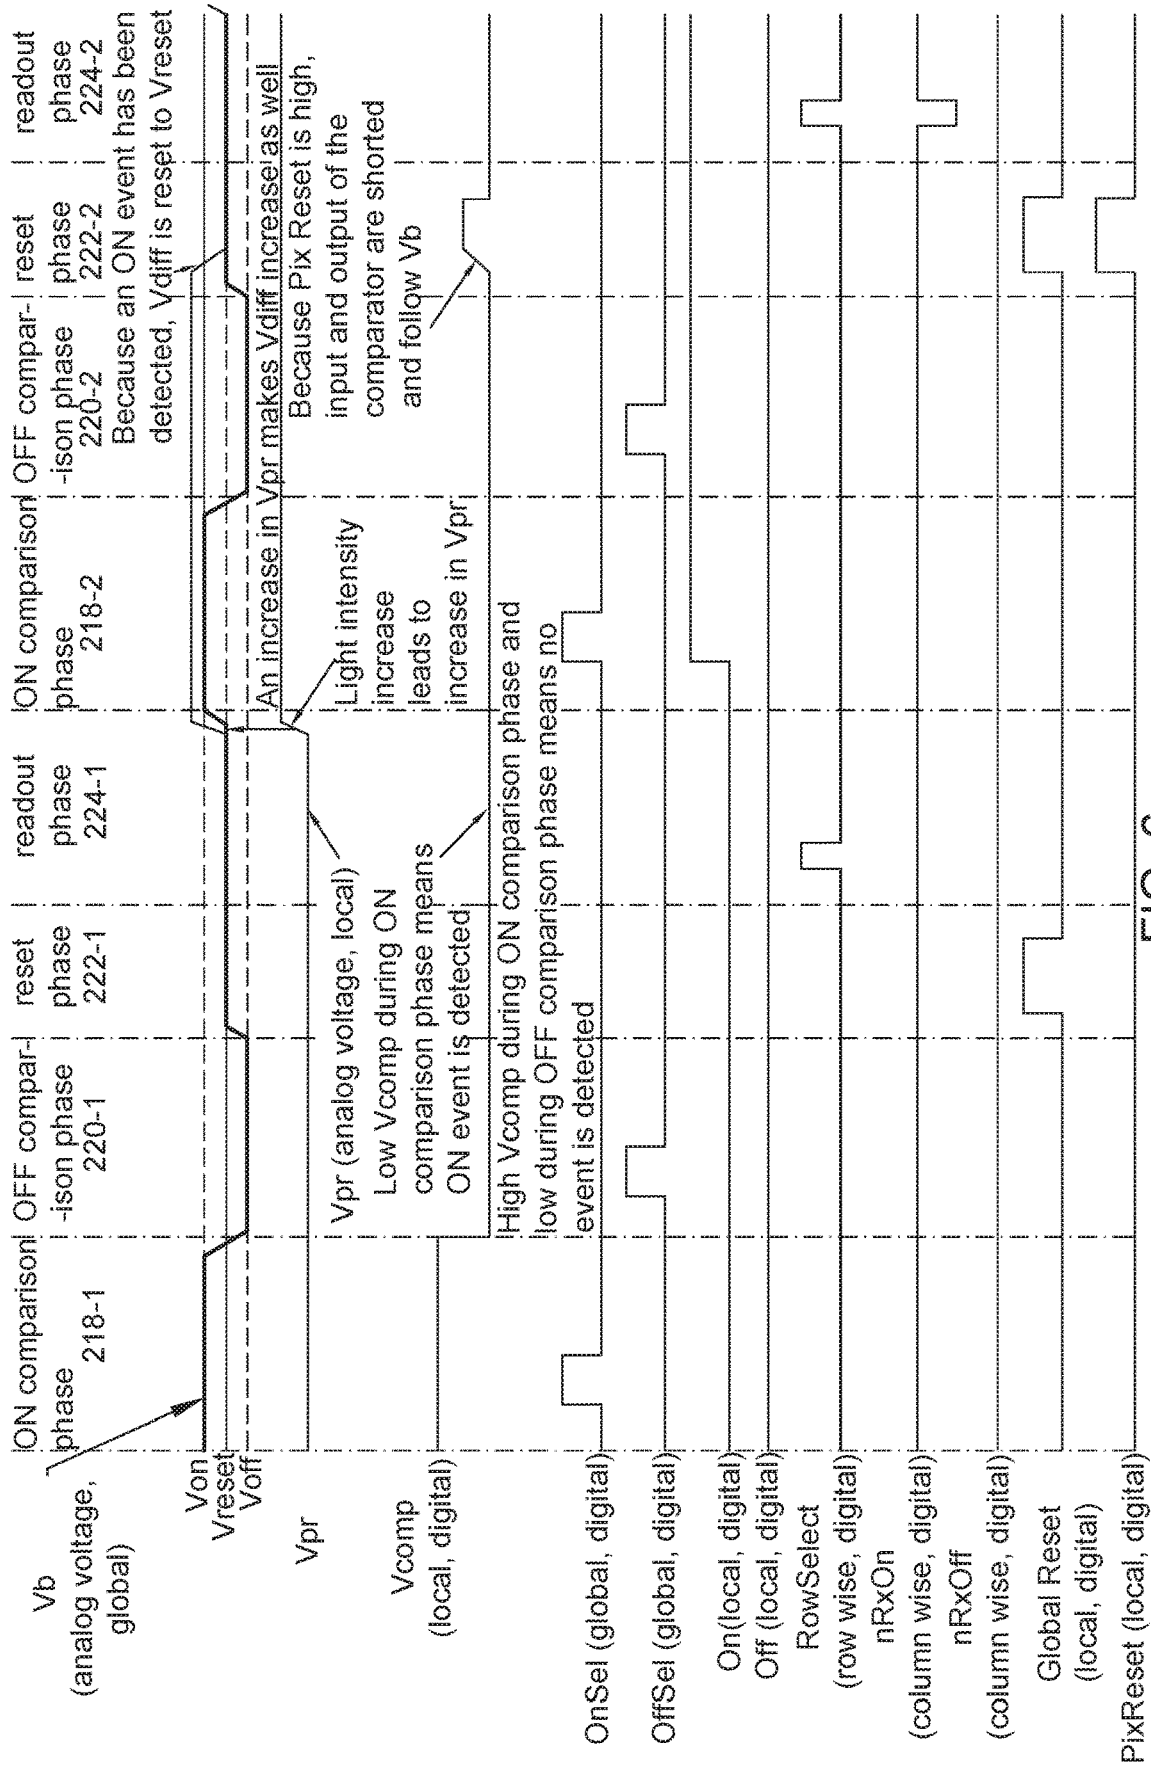 Vb
(analog voltage,
global)
ON comparison
phase
218-1
OFF compar-
-ison phase
220-1
reset
phase
222-1
readout
phase
224-1
ON comparison
phase
218-2
OFF compar-
-ison phase
220-2
reset
phase
222-2
readout
phase
224-2
Because an ON event has been
detected, Vdiff is reset to Vreset
Von
Vreset
Voff
An increase in Vpr makes Vdiff increase as well
Vpr
Vpr (analog voltage, local)
Light intensity
increase
leads to
increase in Vpr
Because Pix Reset is high,
input and output of the
comparator are shorted
and follow Vb
Vcomp
(local, digital)
Low Vcomp during ON
comparison phase means
ON event is detected
High Vcomp during ON comparison phase and
low during OFF comparison phase means no
event is detected
OnSel (global, digital)
OffSel (global, digital)
On(local, digital)
Off (local, digital)
RowSelect
(row wise, digital)
nRxOn
(column wise, digital)
nRxOff
(column wise, digital)
Global Reset
(local, digital)
PixReset (local, digital)
FIG.